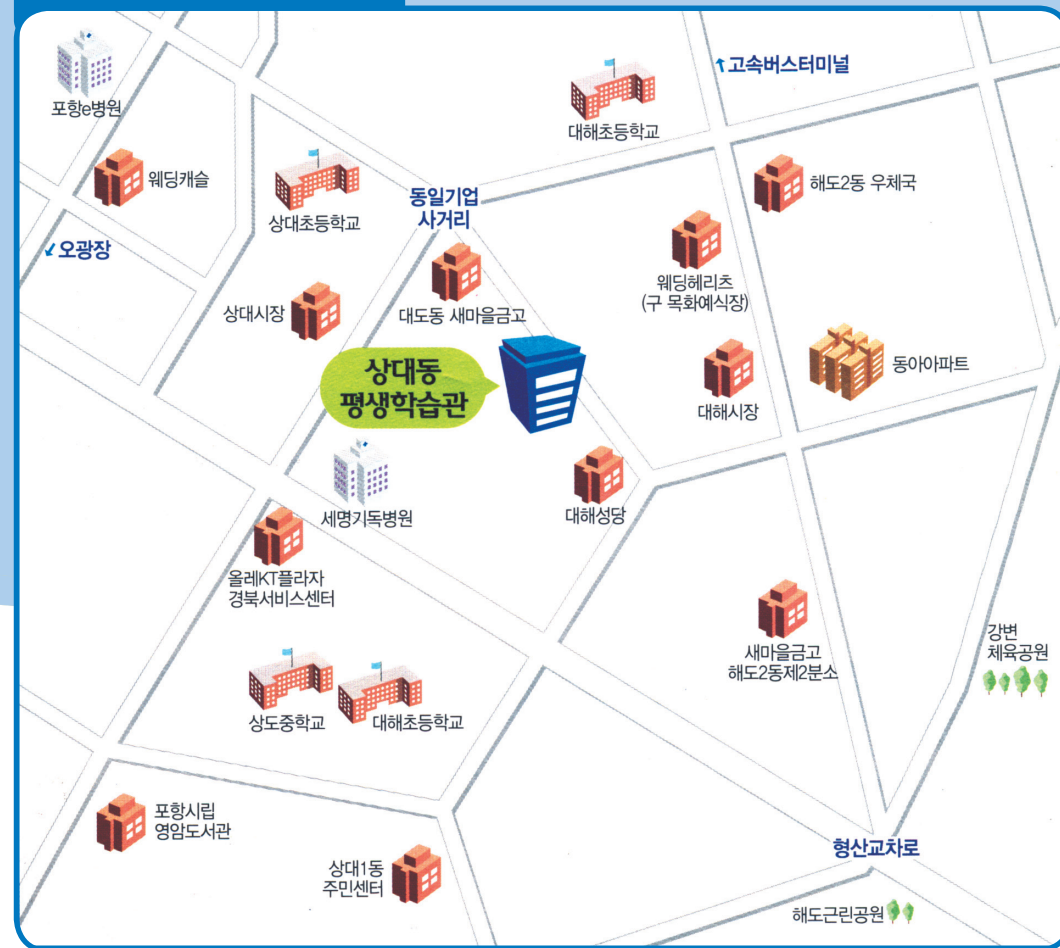 고속버스터미널
포항e병원
대해초등학교
웨딩캐슬
해도2동 우체국
상대초등학교
동일기업
사거리
오광장
웨딩헤리츠
(구 목화예식장)
상대시장
대도동 새마을금고
상대동
평생학습관
동아아파트
대해시장
세명기독병원
대해성당
올레KT플라자
경북서비스센터
강변
체육공원
새마을금고
해도2동제2분소
상도중학교
대해초등학교
포항시립
영암도서관
형산교차로
상대1동
주민센터
해도근린공원